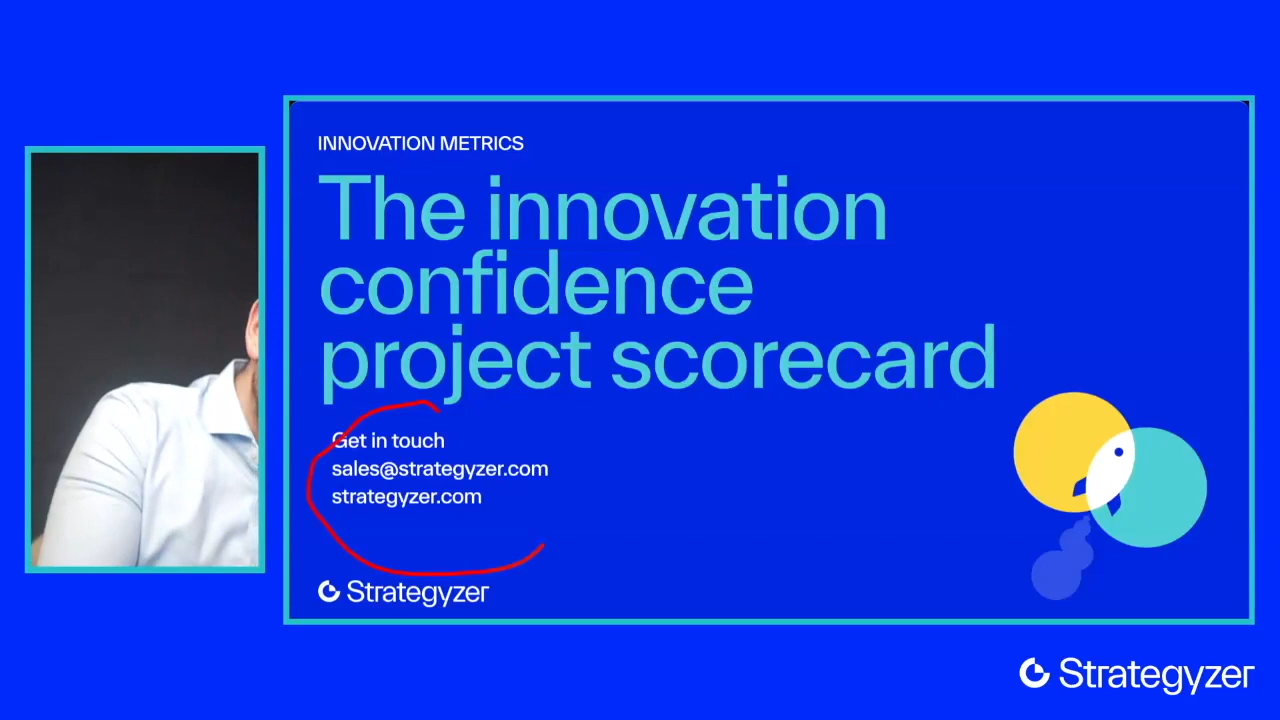 INNOVATION METRICS
The innovation
confidence
project scorecard
Get in touch
sales@strategyzer.com
strategyzer.com
Strategyzer
Strategyzer